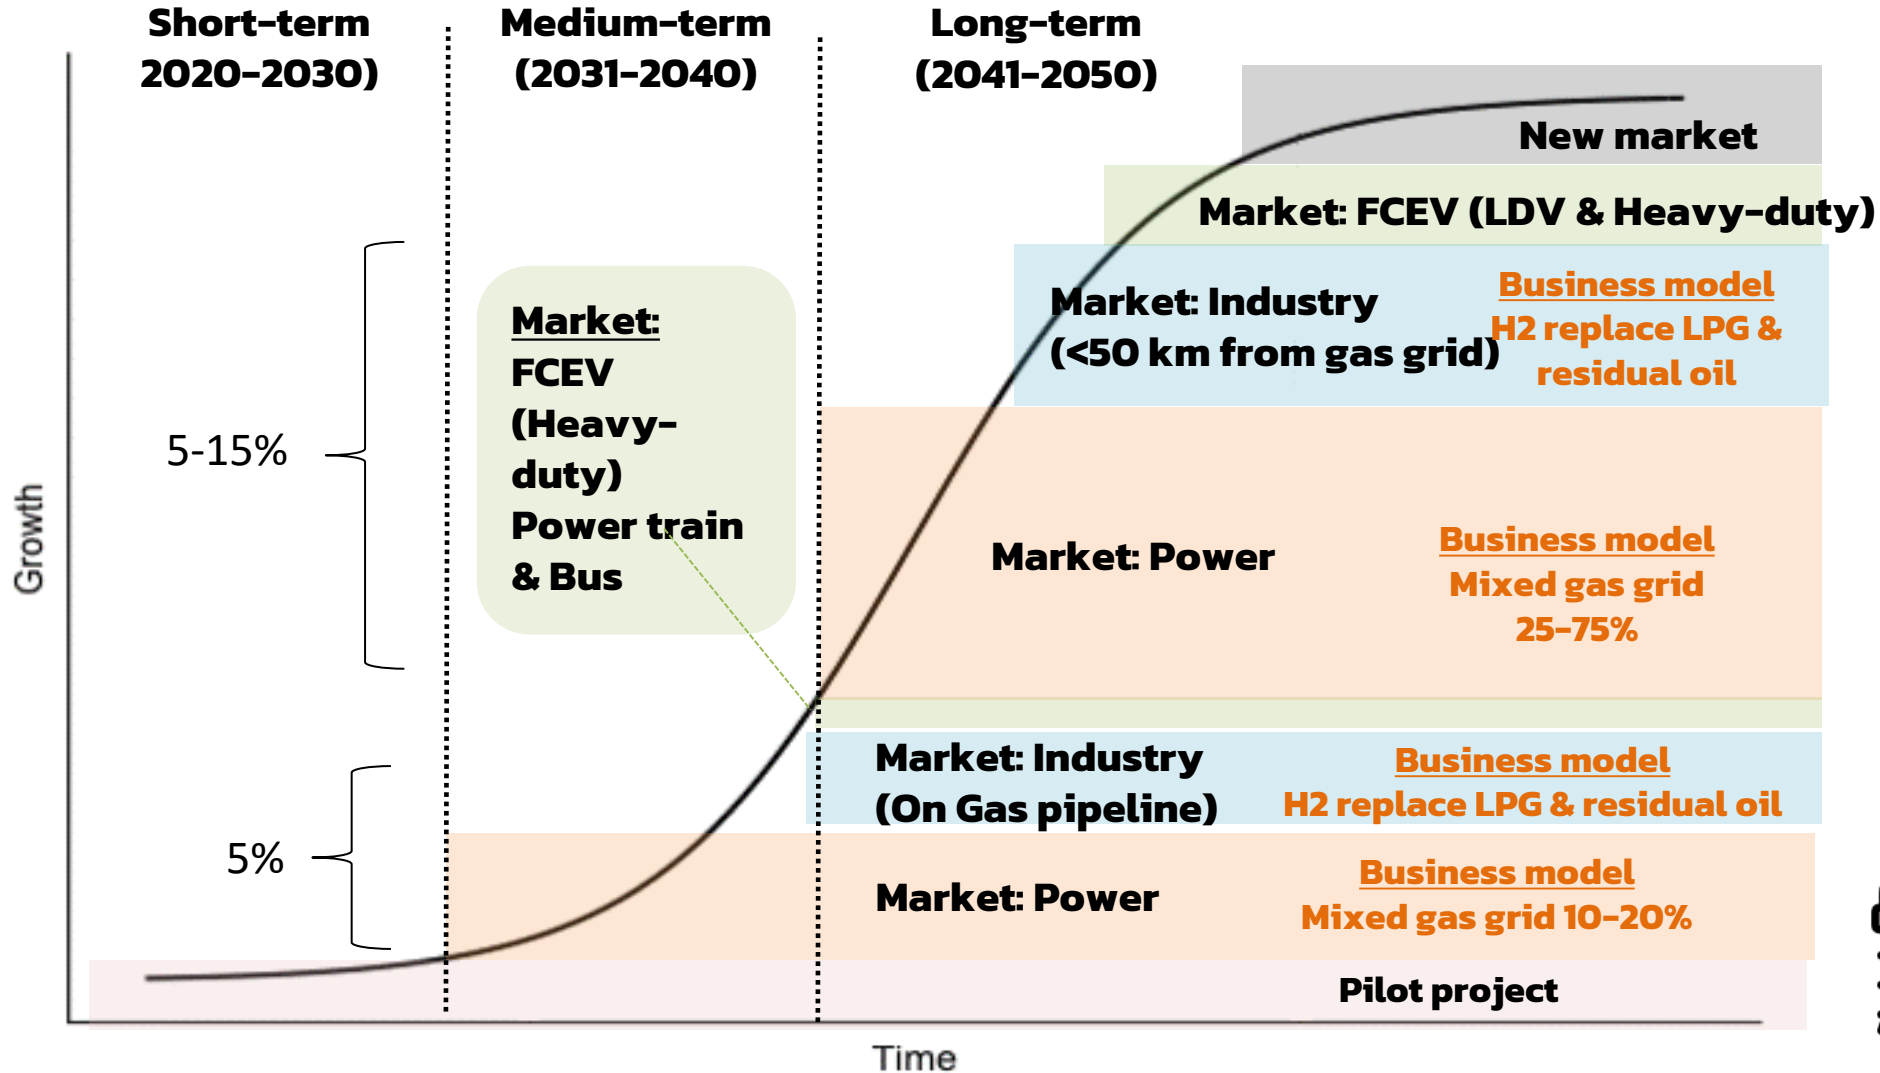 Short-term
2020-2030)
Medium-term
(2031-2040)
Long-term
(2041-2050)
New market
Market: FCEV (LDV & Heavy-duty)
Market: Industry
(<50 km from gas grid)
Business model
H2 replace LPG &
residual oil
Market:
FCEV
(Heavy-
duty)
Power train
& Bus
5-15%
Growth
Market: Power
Business model
Mixed gas grid
25-75%
Market: Industry
(On Gas pipeline)
Business model
H2 replace LPG & residual oil
5%
Market: Power
Business model
Mixed gas grid 10-20%
Pilot project
Time